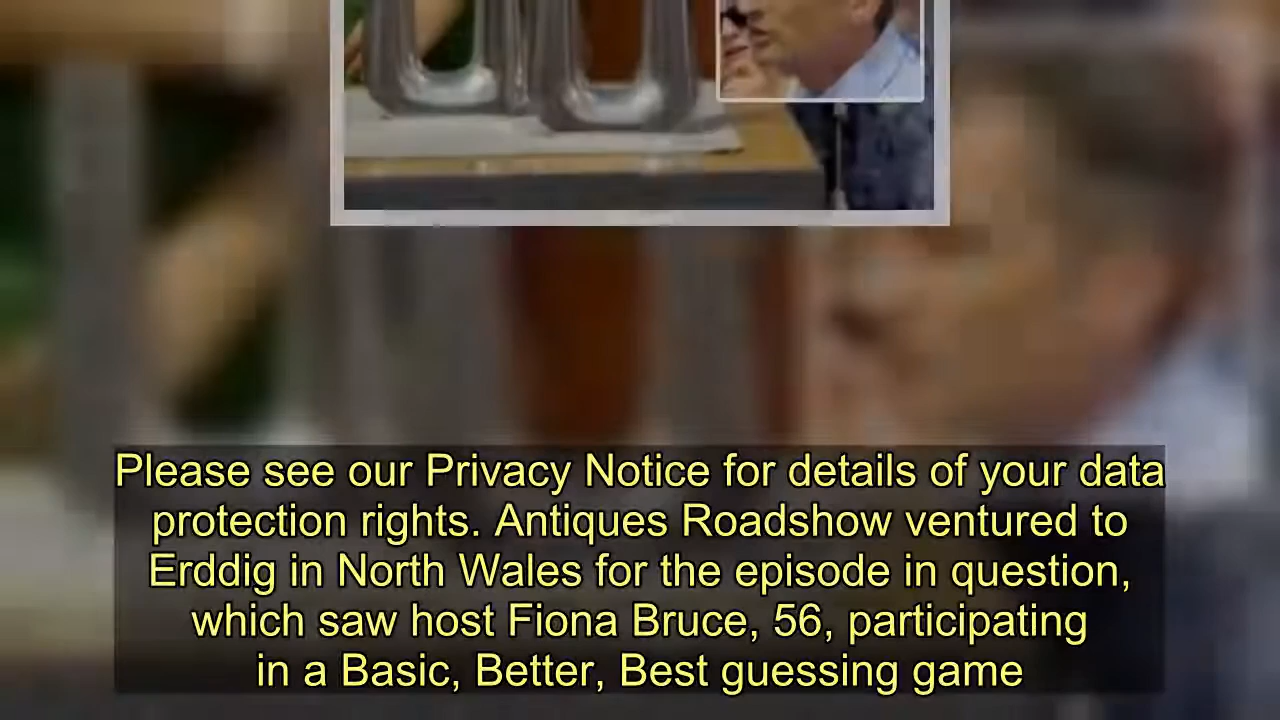 Please see our Privacy Notice for details of your data
protection rights. Antiques Roadshow ventured to
Erddig in North Wales for the episode in question,
which saw host Fiona Bruce, 56, participating
in a Basic, Better, Best guessing game